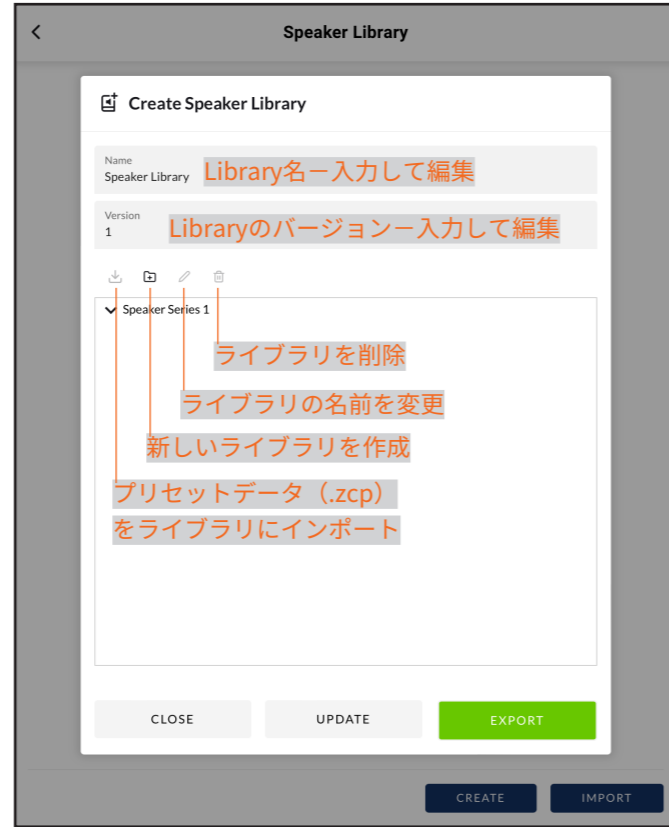 Speaker Library
Create Speaker Library
Name
Speaker Library
Library名－入力して編集
Version
1
Libraryのバージョン－入力して編集
Speaker Series 1
ライブラリを削除
ライブラリの名前を変更
新しいライブラリを作成
プリセットデータ（.zcp）
をライブラリにインポート
CLOSE
UPDATE
EXPORT
CREATE
IMPORT